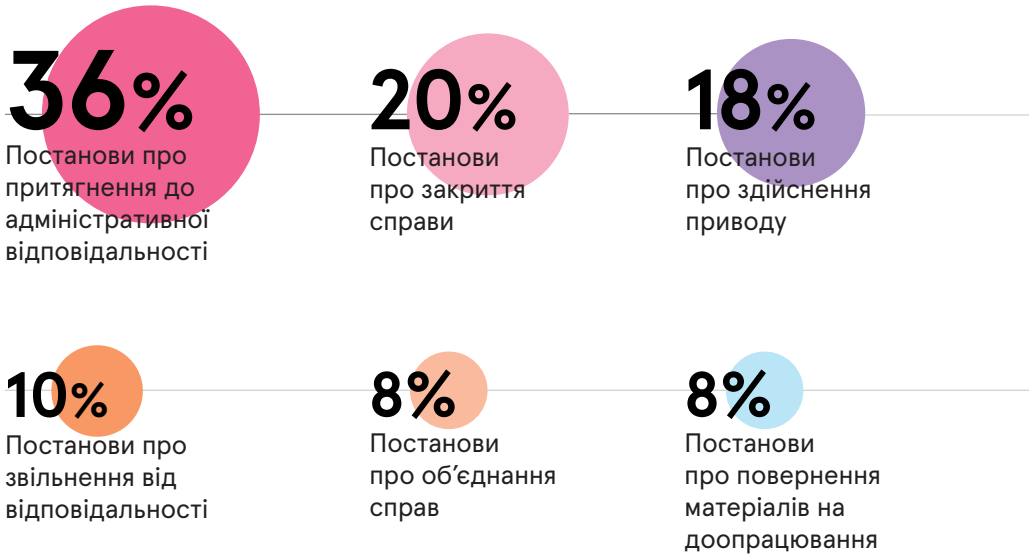 36%
Постанови про
притягнення до
адміністративної
відповідальності
20%
Постанови
про закриття
справи
18%
Постанови
про здійснення
приводу
10%
Постанови про
звільнення від
відповідальності
8%
Постанови
про об’єднання
справ
8%
Постанови
про повернення
матеріалів на
доопрацювання